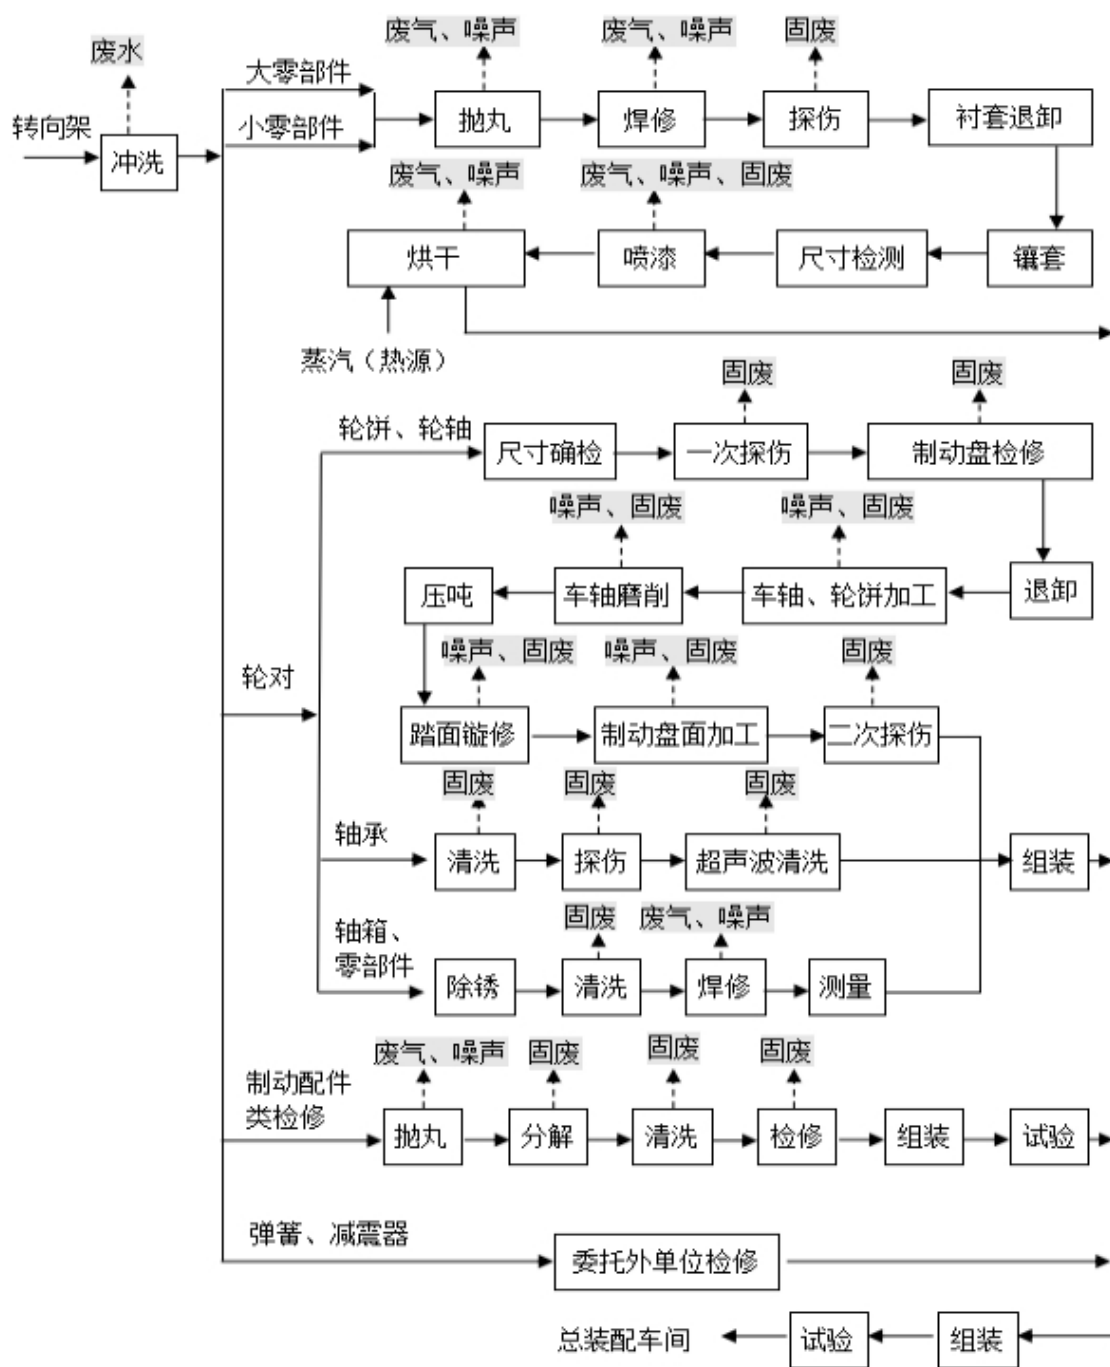 废气、噪声
废气、噪声
固废
废水
大零部件
小零部件
转向架
冲洗
抛丸
焊修
探伤
衬套退卸
废气、噪声
废气、噪声、固废
烘干
喷漆
尺寸检测
镶套
蒸汽（热源）
固废
固废
轮饼、轮轴
尺寸确检
一次探伤
制动盘检修
噪声、固废
噪声、固废
压吨
车轴磨削
车轴、轮饼加工
退卸
噪声、固废
噪声、固废
固废
轮对
踏面镟修
制动盘面加工
二次探伤
固废
固废
固废
轴承
清洗
探伤
超声波清洗
组装
轴箱、
零部件
固废
废气、噪声
除锈
清洗
焊修
测量
废气、噪声
固废
固废
固废
制动配件
类检修
抛丸
分解
清洗
检修
组装
试验
弹簧、减震器
委托外单位检修
总装配车间
试验
组装